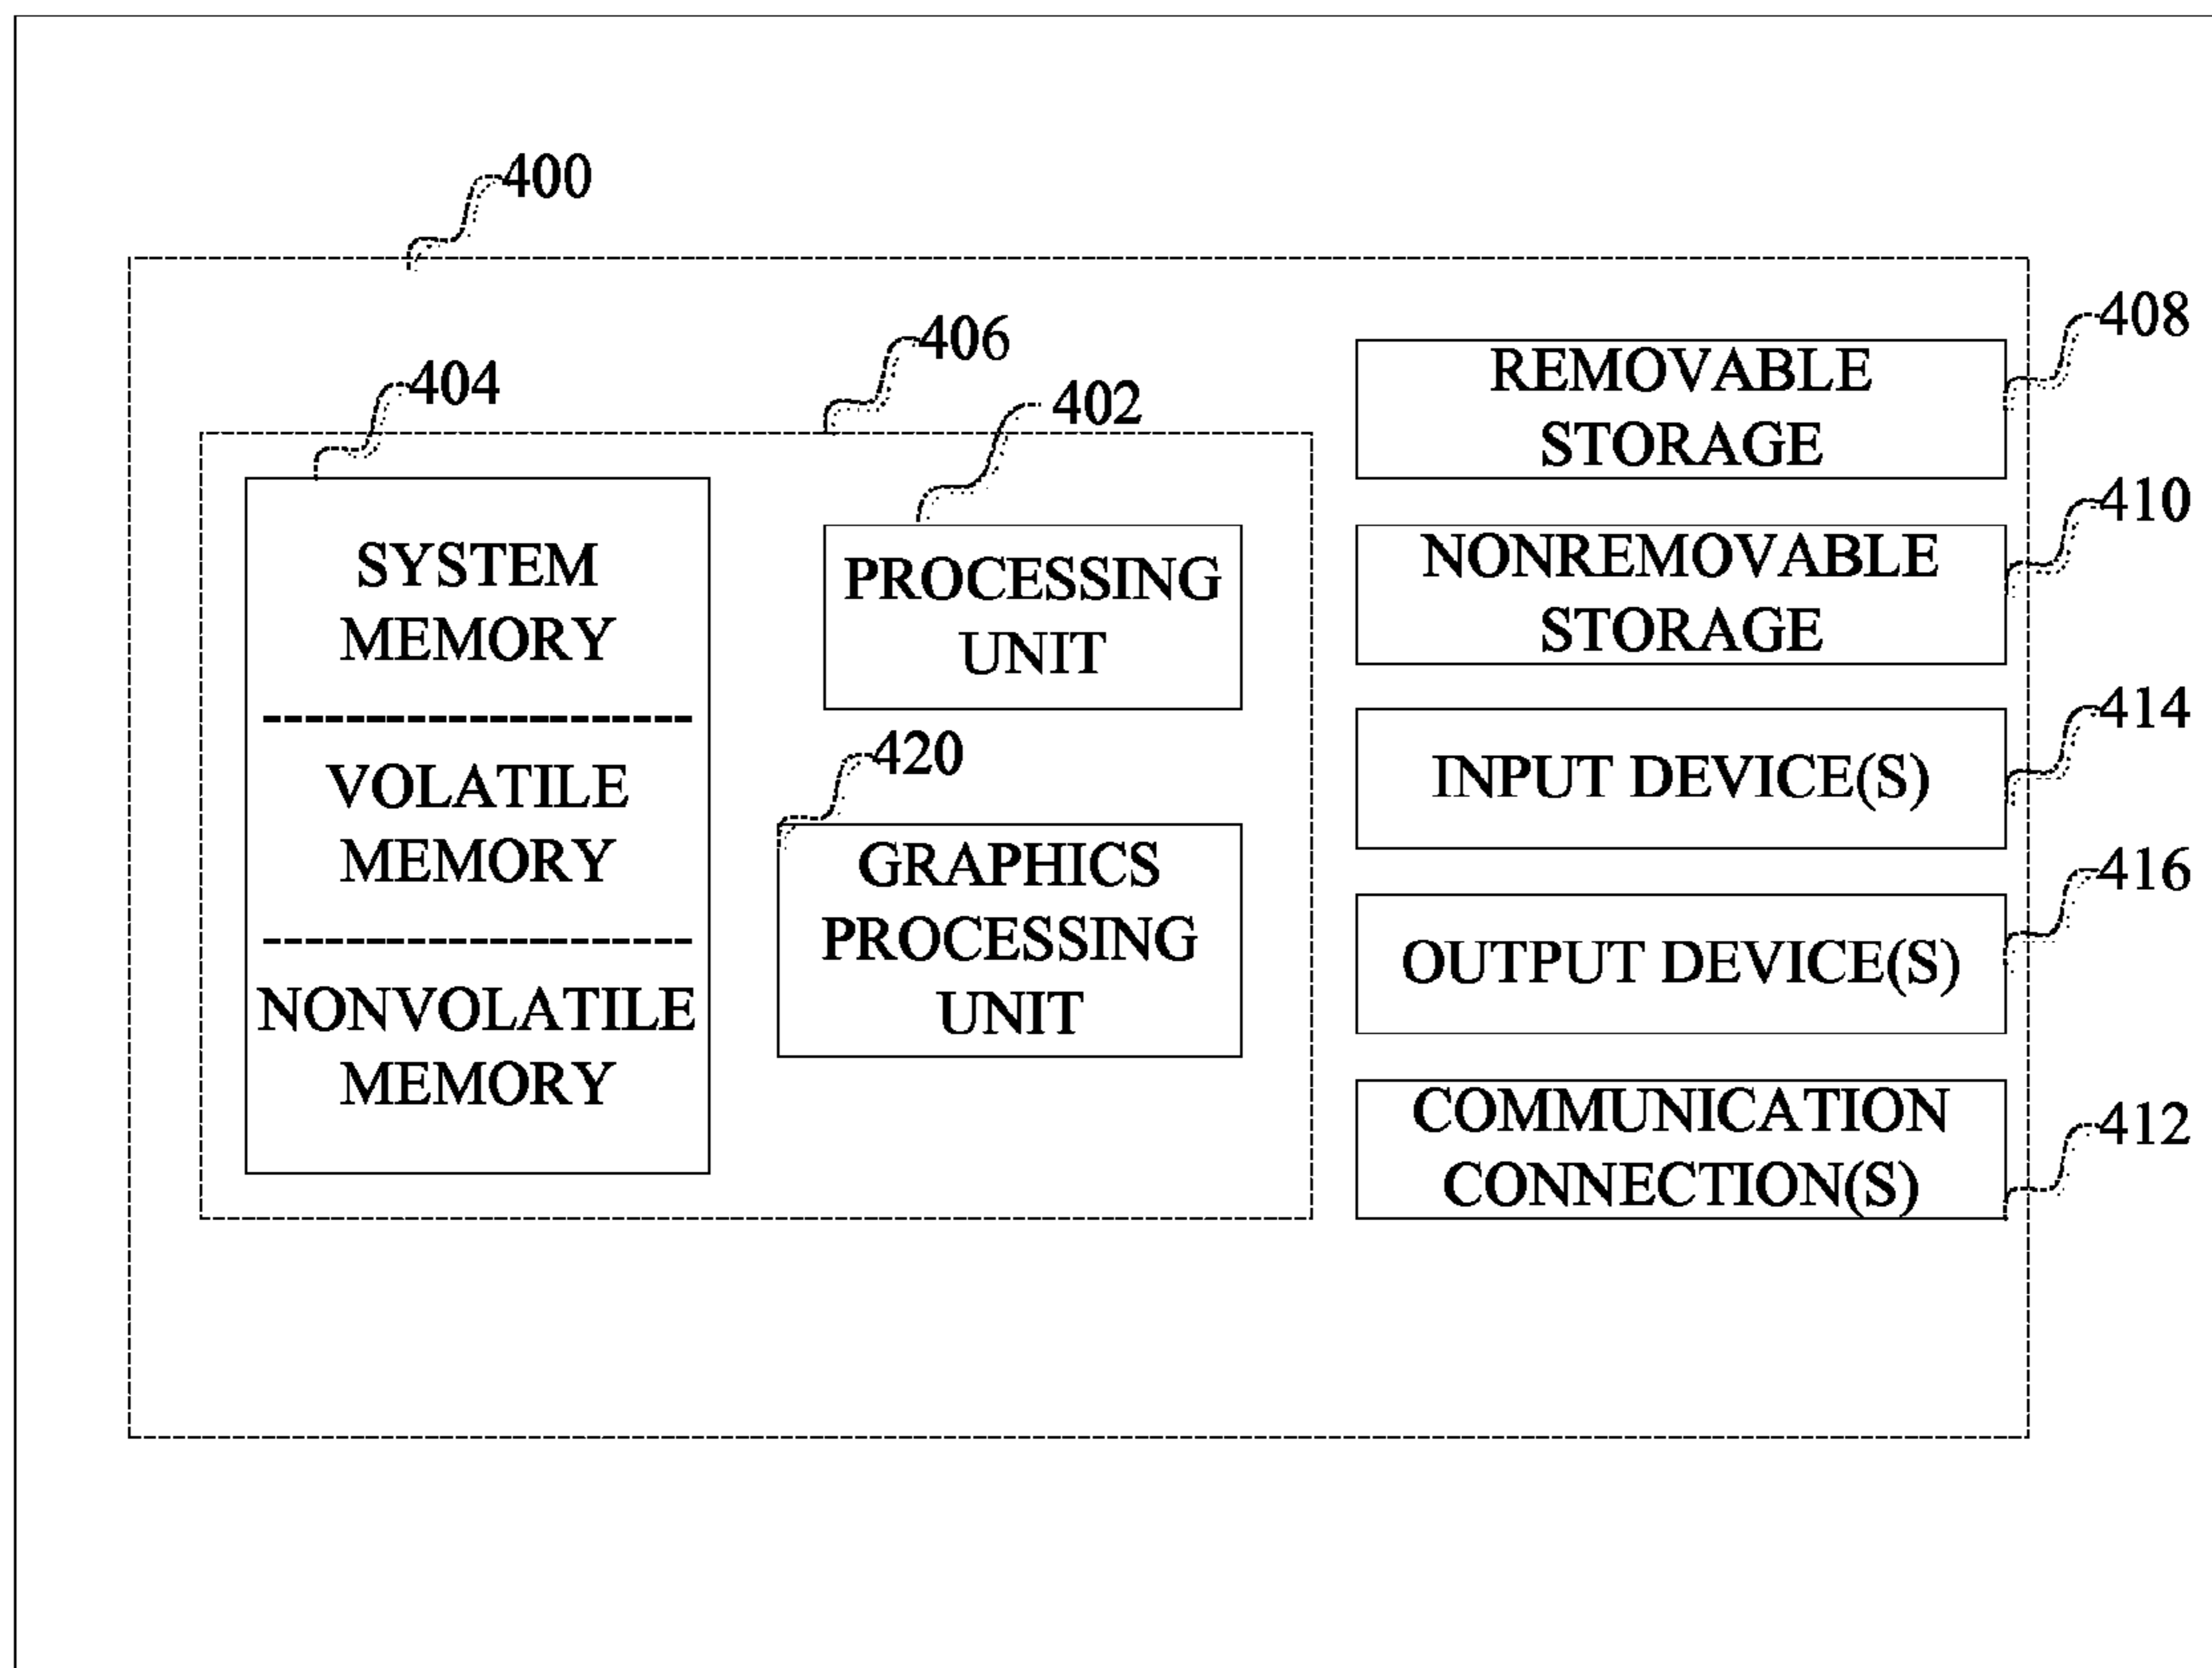 400
406
408
404
402
REMOVABLE
STORAGE
410
SYSTEM
MEMORY
PROCESSING
UNIT
NONREMOVABLE
STORAGE
414
420
VOLATILE
MEMORY
INPUT DEVICE(S)
416
GRAPHICS
PROCESSING
UNIT
OUTPUT DEVICE(S)
NONVOLATILE
MEMORY
412
COMMUNICATION
CONNECTION(S)